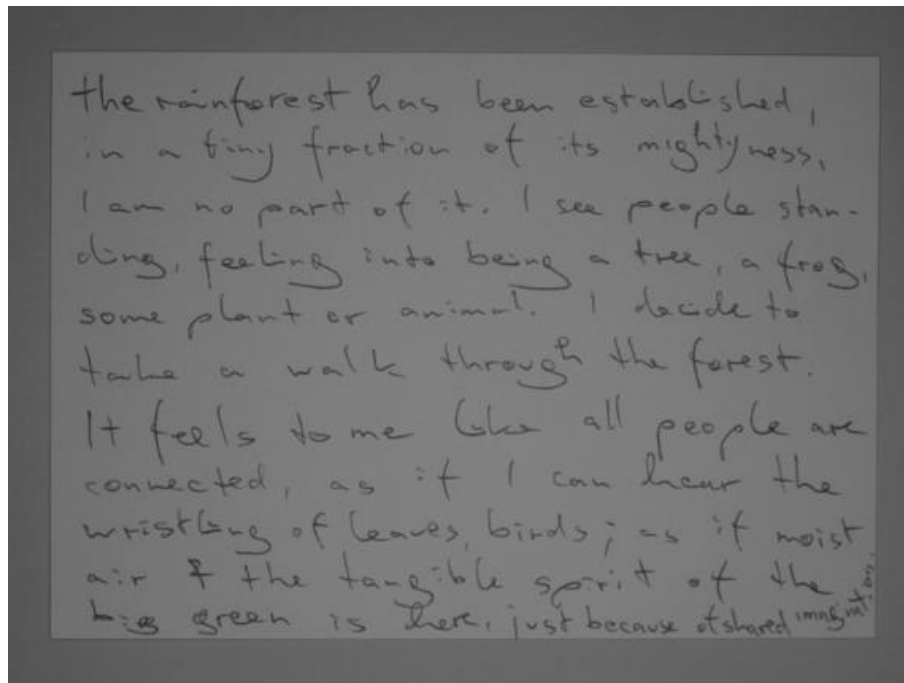 the rainforest has been established,
in a tiny fraction of its mightyness,
I am no part of it. I see people stan-
ding, feeling into being a tree, a frog,
some plant or animal. I decide to
take a walk through the forest.
It feels to me like all people are
connected, as if I can hear the
wristling of leaves, birds; as if moist
air & the tangible spirit of the
big green is here, just because of shared imagination.